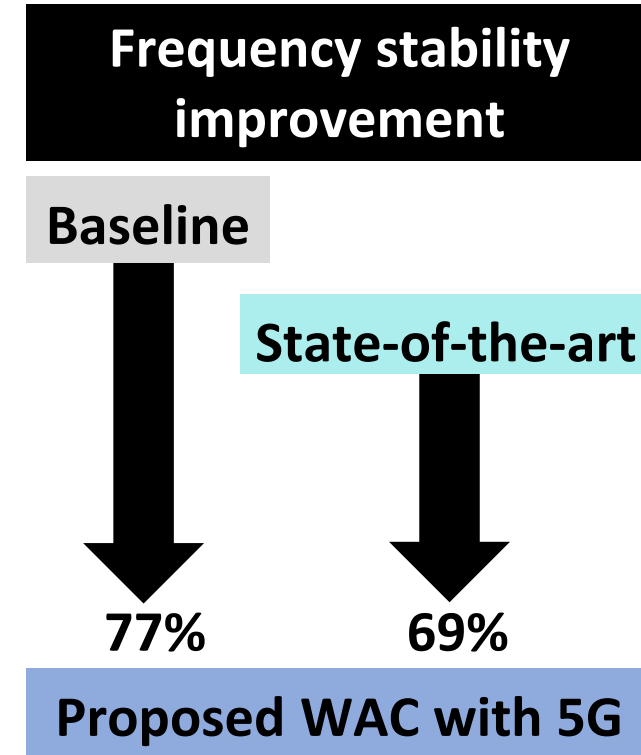 Frequency stability
improvement
Baseline
State-of-the-art
77%
69%
Proposed WAC with 5G